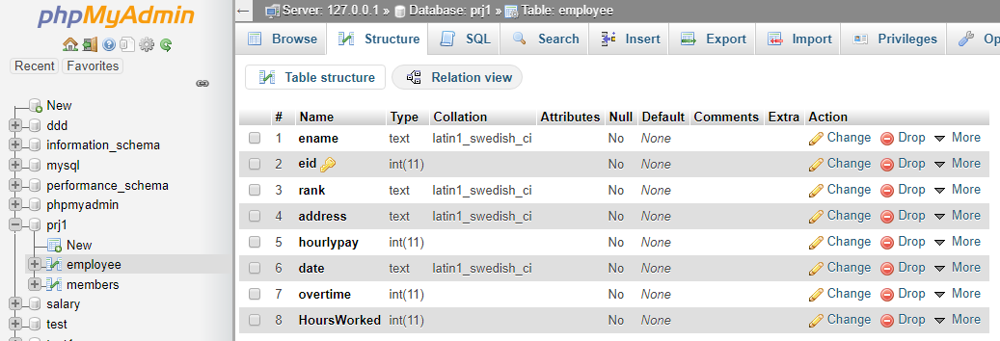 phpMyAdmin
Recent Favorites
New
ddd
information_schema
mysql
performance_schema
phpmyadmin
prj1
New
employee
members
salary
test
Server: 127.0.0.1 » Database: prj1 » Table: employee
Browse Structure SQL Search Insert Export Import Privileges Op
Table structure Relation view
# Name Type Collation Attributes Null Default Comments Extra Action
1 ename text latin1_swedish_ci No None Change Drop More
2 eid int(11) No None Change Drop More
3 rank text latin1_swedish_ci No None Change Drop More
4 address text latin1_swedish_ci No None Change Drop More
5 hourlypay int(11) No None Change Drop More
6 date text latin1_swedish_ci No None Change Drop More
7 overtime int(11) No None Change Drop More
8 HoursWorked int(11) No None Change Drop More